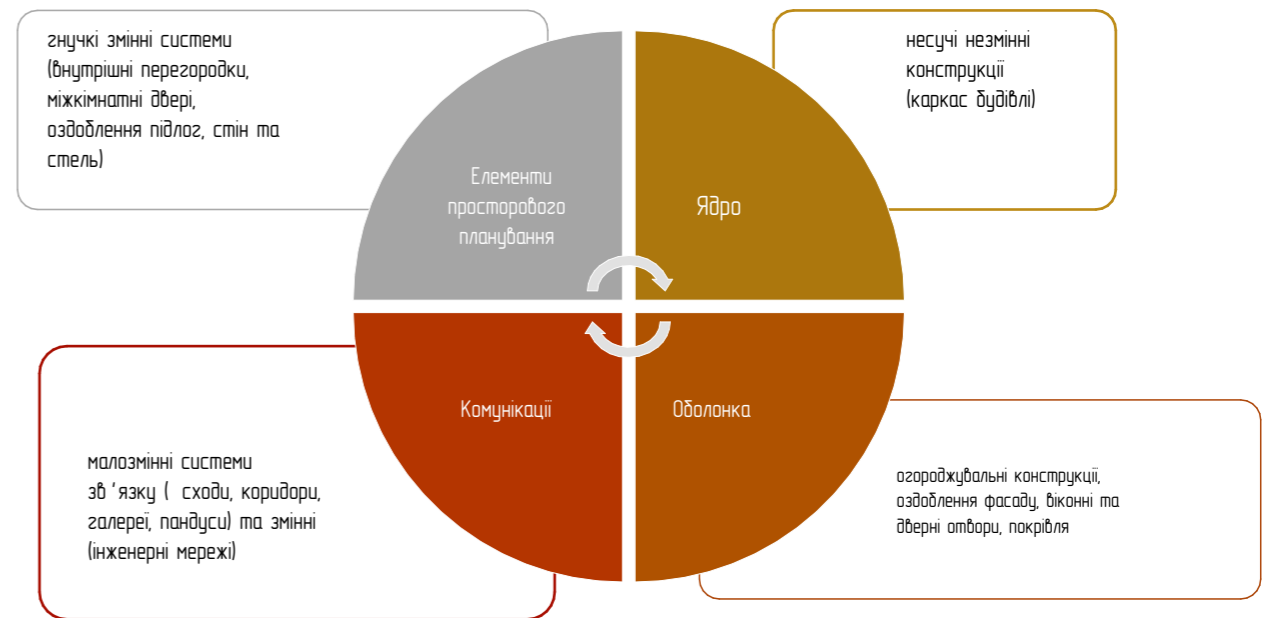 гнучкі змінні системи
(внутрішні перегородки,
міжкімнатні двері,
оздоблення підлог, стін та
стель)
несучі незмінні
конструкції
(каркас будівлі)
Елементи
просторового
планування
Ядро
Комунікації
Оболонка
малозмінні системи
зв'язку ( сходи, коридори,
галереї, пандуси) та змінні
(інженерні мережі)
огороджувальні конструкції,
оздоблення фасаду, віконні та
дверні отвори, покрівля